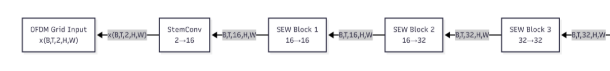 DFDM Grid Input
x(B,T,2,H,W)
x(B,T,2,H,W)
StemConv
2→16
B,T,16,H,W
SEW Block 1
16→16
B,T,16,H,W
SEW Block 2
16→32
B,T,32,H,W
SEW Block 3
32→32
B,T,32,H,W